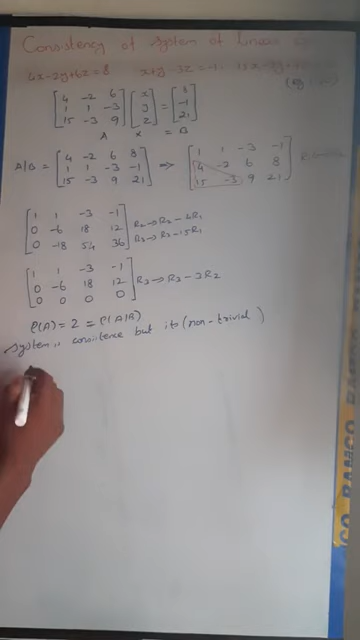 Consistency of System of Linear
4x-2y+6z=8 x+y-3z=-1, 15x-3y+
[4 -2 6] [x] = [8]
[1 1 -3] [y] [-1]
[15 -3 9] [z] [21]
A x = B
A|B = [4 -2 6 8] ⇒ [1 1 -3 -1]
[1 1 -3 -1] [4 -2 6 8]
[15 -3 9 21] [15 -3 9 21]
[1 1 -3 -1]
[0 -6 18 12] R2→R2-4R1
[0 -18 54 36] R3→R3-15R1
[1 1 -3 -1]
[0 -6 18 12] R3→R3-3R2
[0 0 0 0]
ρ(A) = 2 = ρ(A|B)
System is consistence but its (non-trivial)